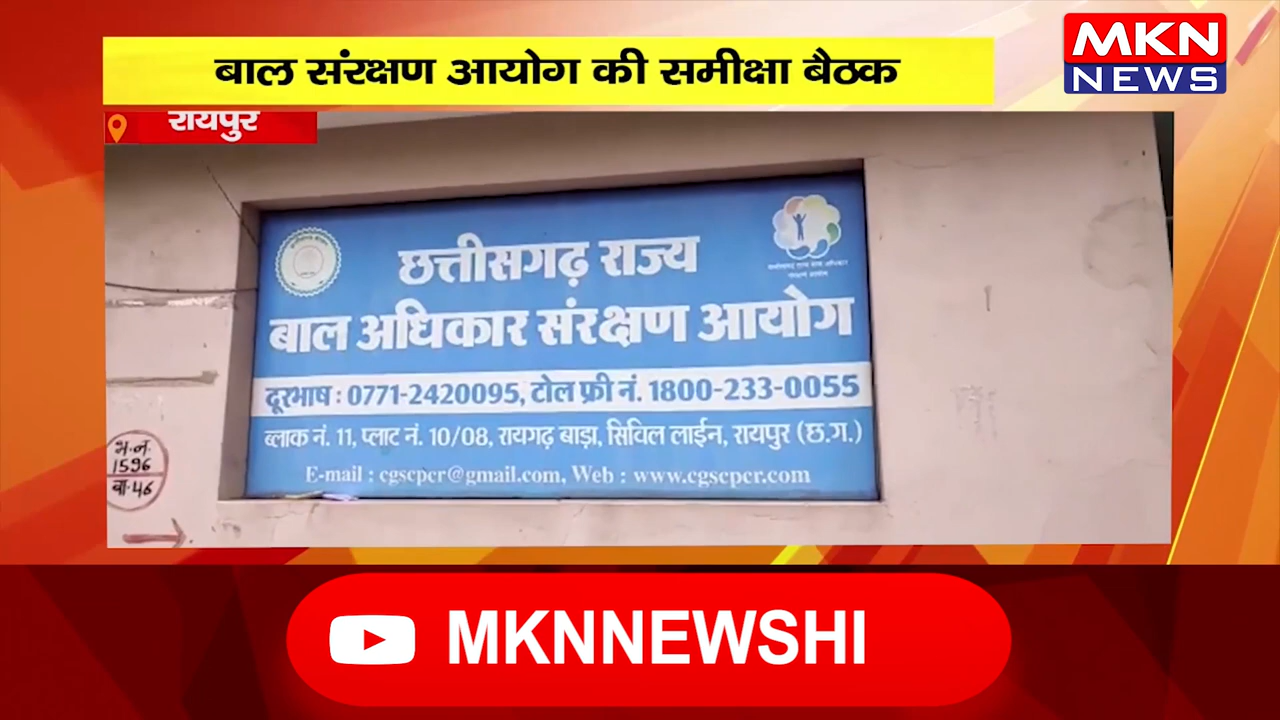 बाल संरक्षण आयोग की समीक्षा बैठक
MKN
NEWS
रायपुर
छत्तीसगढ़ राज्य
बाल अधिकार संरक्षण आयोग
दूरभाष : 0771-2420095, टोल फ्री नं. 1800-233-0055
ब्लाक नं. 11, प्लाट नं. 10/08, रायगढ़ बाड़ा, सिविल लाईन, रायपुर (छ.ग.)
E-mail : cgscpcr@gmail.com, Web : www.cgscpcr.com
भ.न.
1596
वा-46
MKNNEWSHI